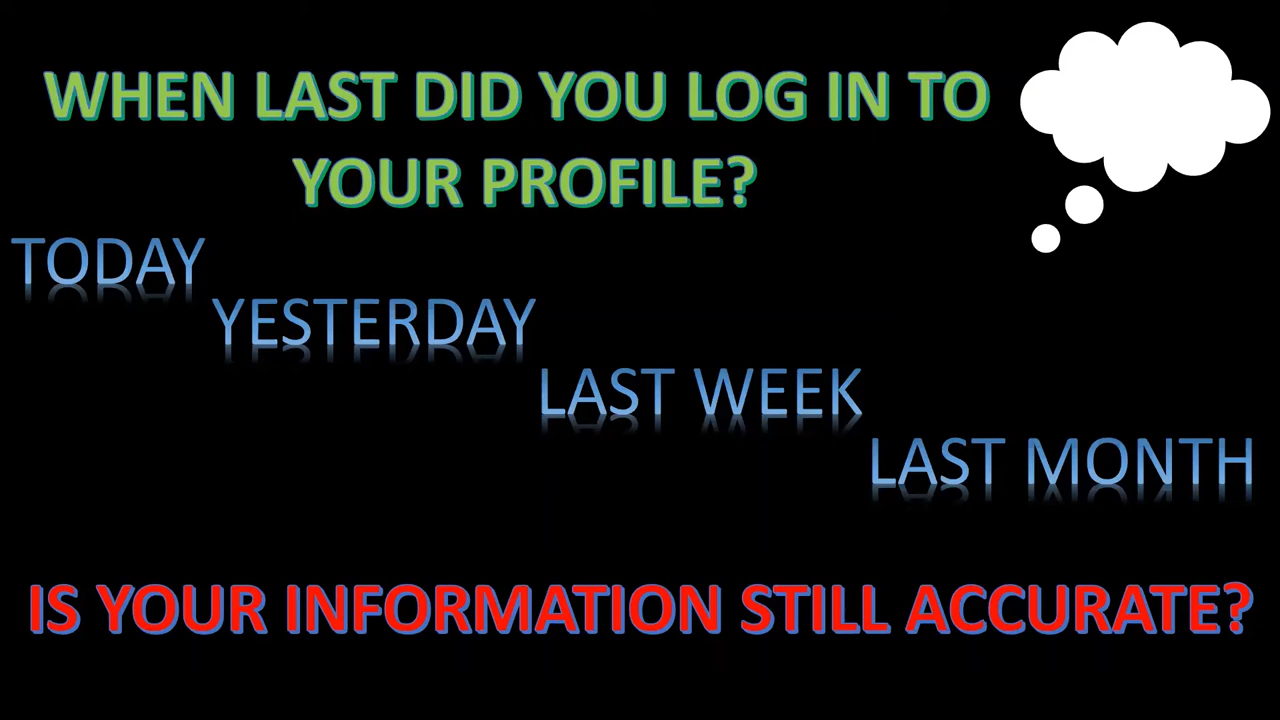 WHEN LAST DID YOU LOG IN TO
YOUR PROFILE?
TODAY
YESTERDAY
LAST WEEK
LAST MONTH
IS YOUR INFORMATION STILL ACCURATE?